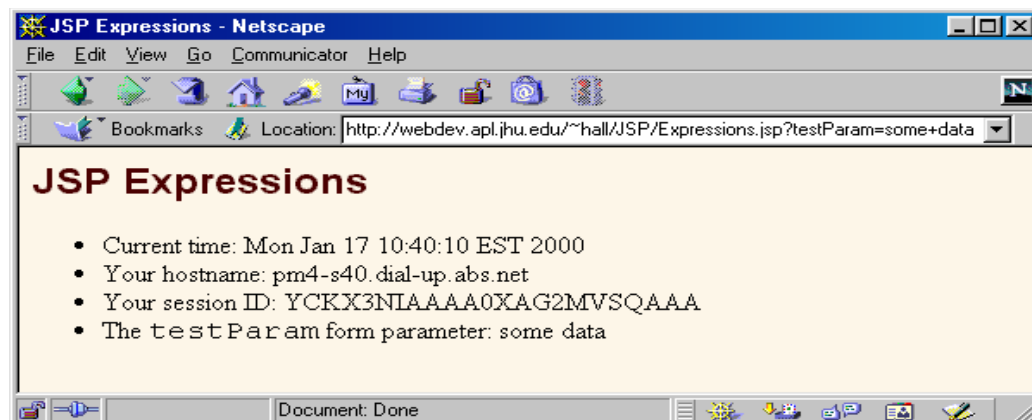 JSP Expressions - Netscape
File Edit View Go Communicator Help
My
N
Bookmarks Location: http://webdev.apl.jhu.edu/~hall/JSP/Expressions.jsp?testParam=some+data
JSP Expressions
• Current time: Mon Jan 17 10:40:10 EST 2000
• Your hostname: pm4-s40.dial-up.abs.net
• Your session ID: YCKX3NIAAAA0XAG2MVSQAAA
• The testParam form parameter: some data
Document: Done